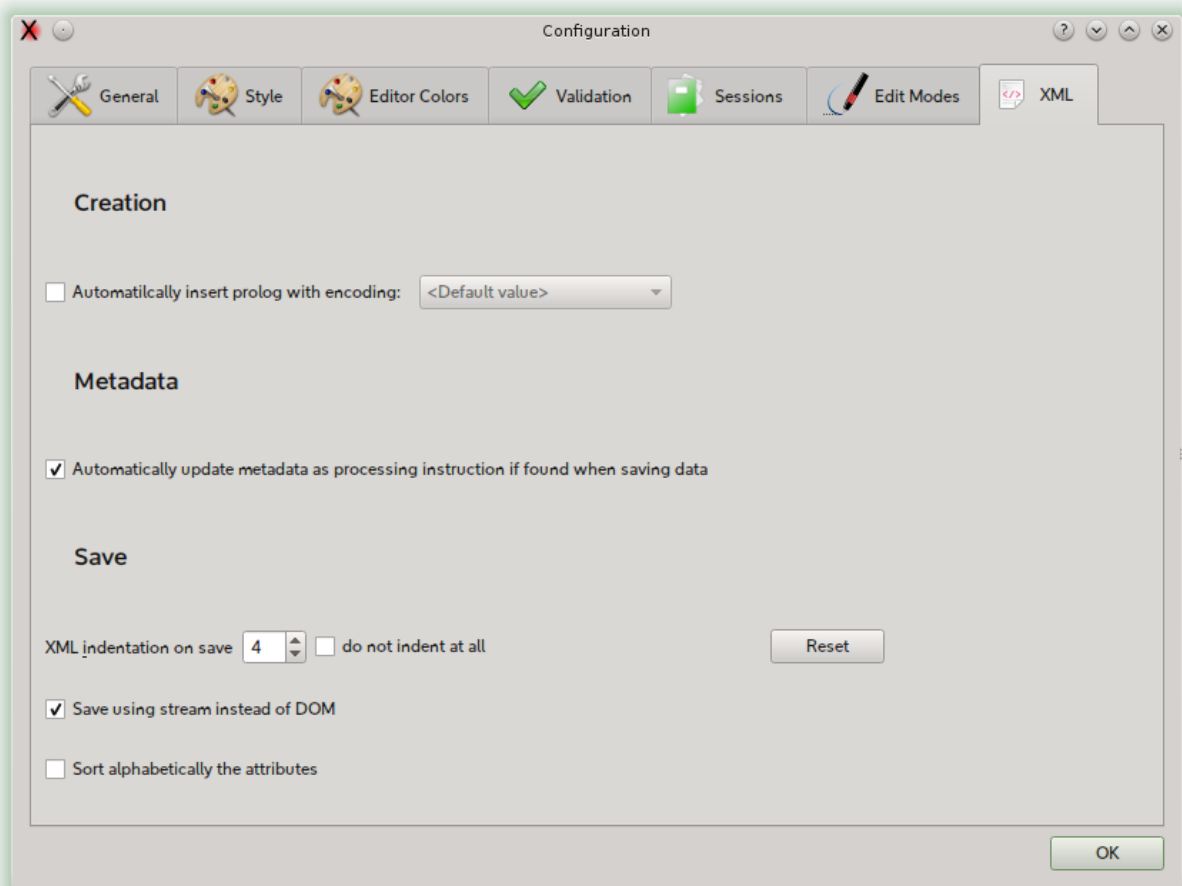 Configuration
General
Style
Editor Colors
Validation
Sessions
Edit Modes
</> XML
Creation
Automatilcally insert prolog with encoding: <Default value>
Metadata
Automatically update metadata as processing instruction if found when saving data
Save
XML indentation on save 4 do not indent at all Reset
Save using stream instead of DOM
Sort alphabetically the attributes
OK